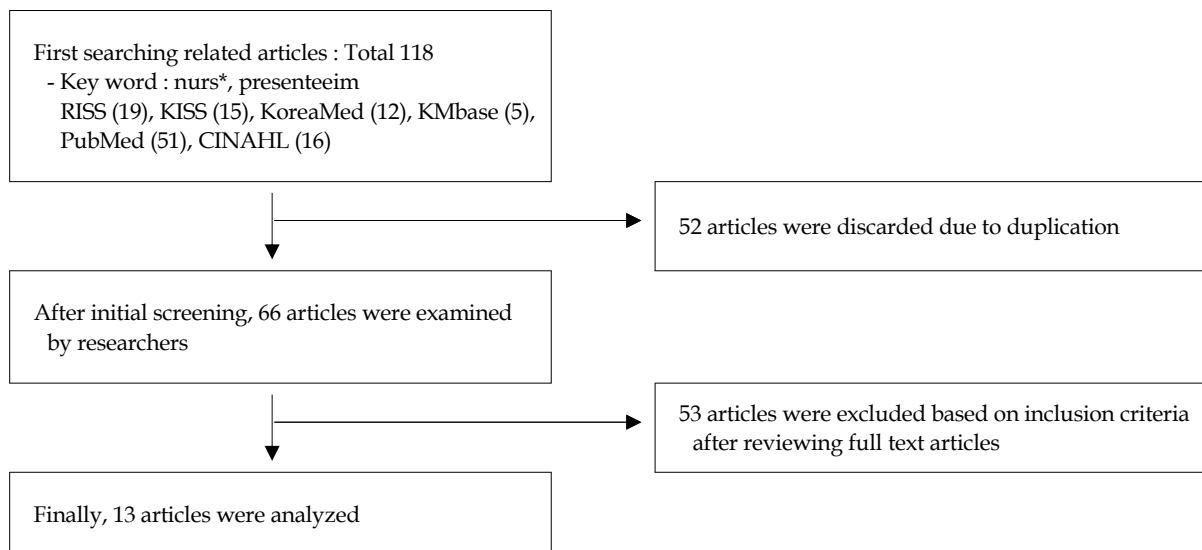 First searching related articles : Total 118
- Key word : nurs*, presenteeim
RISS (19), KISS (15), KoreaMed (12), KMbase (5),
PubMed (51), CINAHL (16)
52 articles were discarded due to duplication
After initial screening, 66 articles were examined
by researchers
53 articles were excluded based on inclusion criteria
after reviewing full text articles
Finally, 13 articles were analyzed